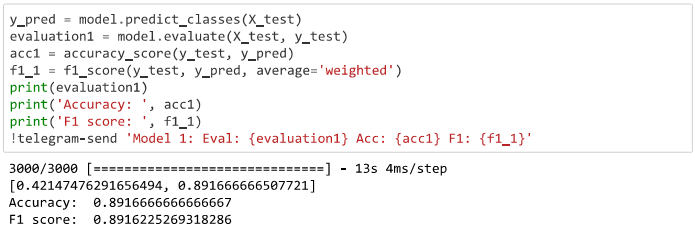 y_pred = model.predict_classes(X_test)
evaluation1 = model.evaluate(X_test, y_test)
acc1 = accuracy_score(y_test, y_pred)
f1_1 = f1_score(y_test, y_pred, average='weighted')
print(evaluation1)
print('Accuracy: ', acc1)
print('F1 score: ', f1_1)
!telegram-send 'Model 1: Eval: {evaluation1} Acc: {acc1} F1: {f1_1}'
3000/3000 [==============================] - 13s 4ms/step
[0.42147476291656494, 0.891666666507721]
Accuracy:  0.8916666666666667
F1 score:  0.8916225269318286